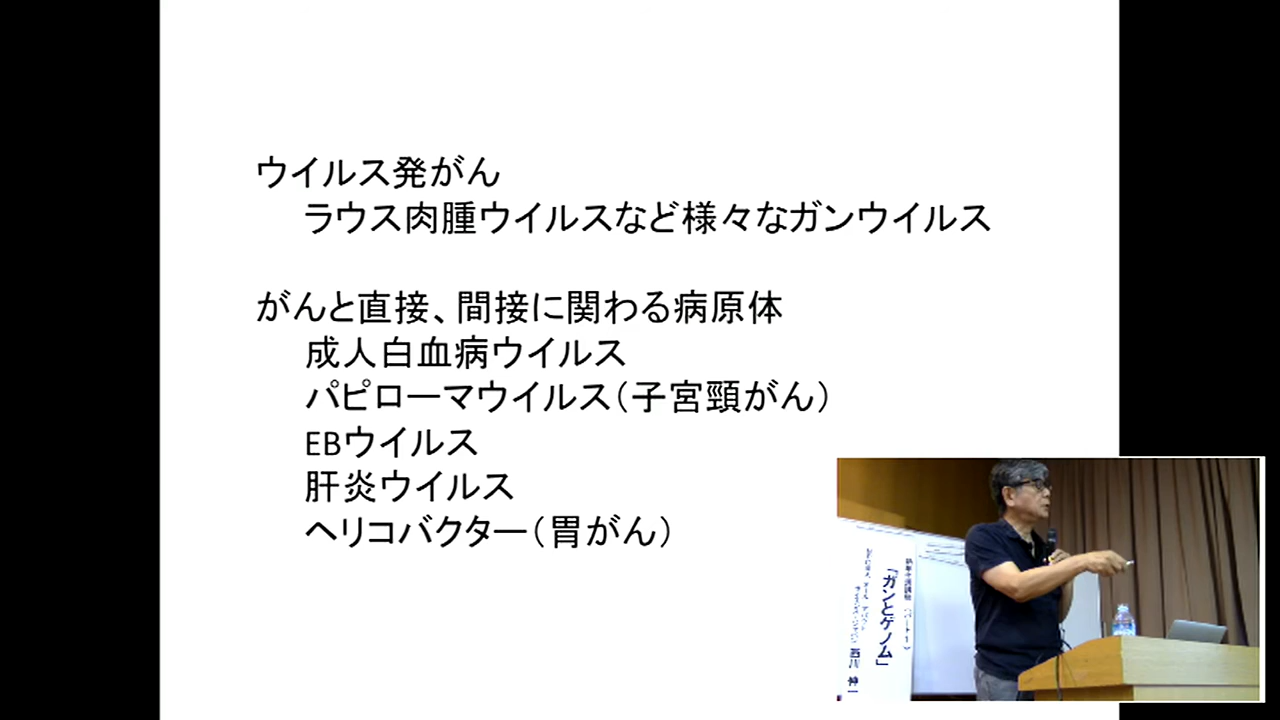 ウイルス発がん
ラウス肉腫ウイルスなど様々なガンウイルス
がんと直接、間接に関わる病原体
成人白血病ウイルス
パピローマウイルス（子宮頸がん）
EBウイルス
肝炎ウイルス
ヘリコバクター（胃がん）
「ガンとゲノム」
西川 伸一